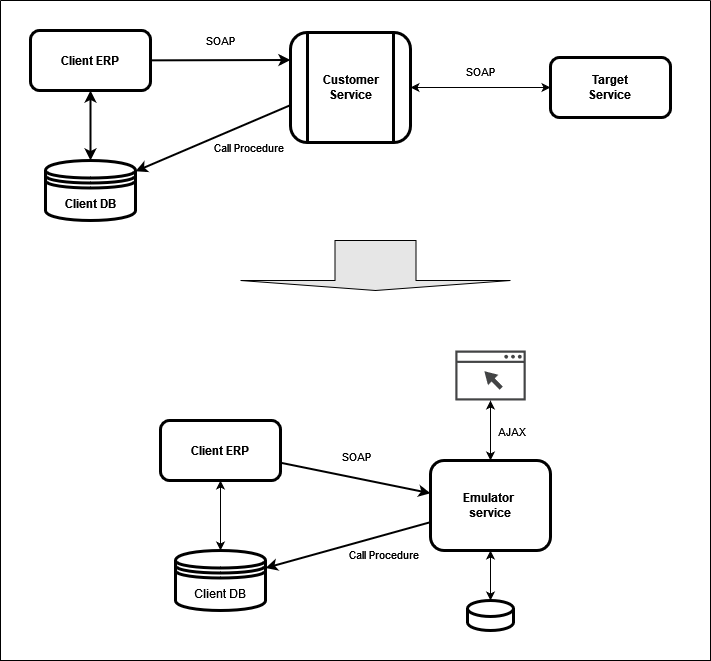 Client ERP
SOAP
Customer
Service
SOAP
Target
Service
Call Procedure
Client DB
AJAX
Client ERP
SOAP
Emulator
service
Call Procedure
Client DB